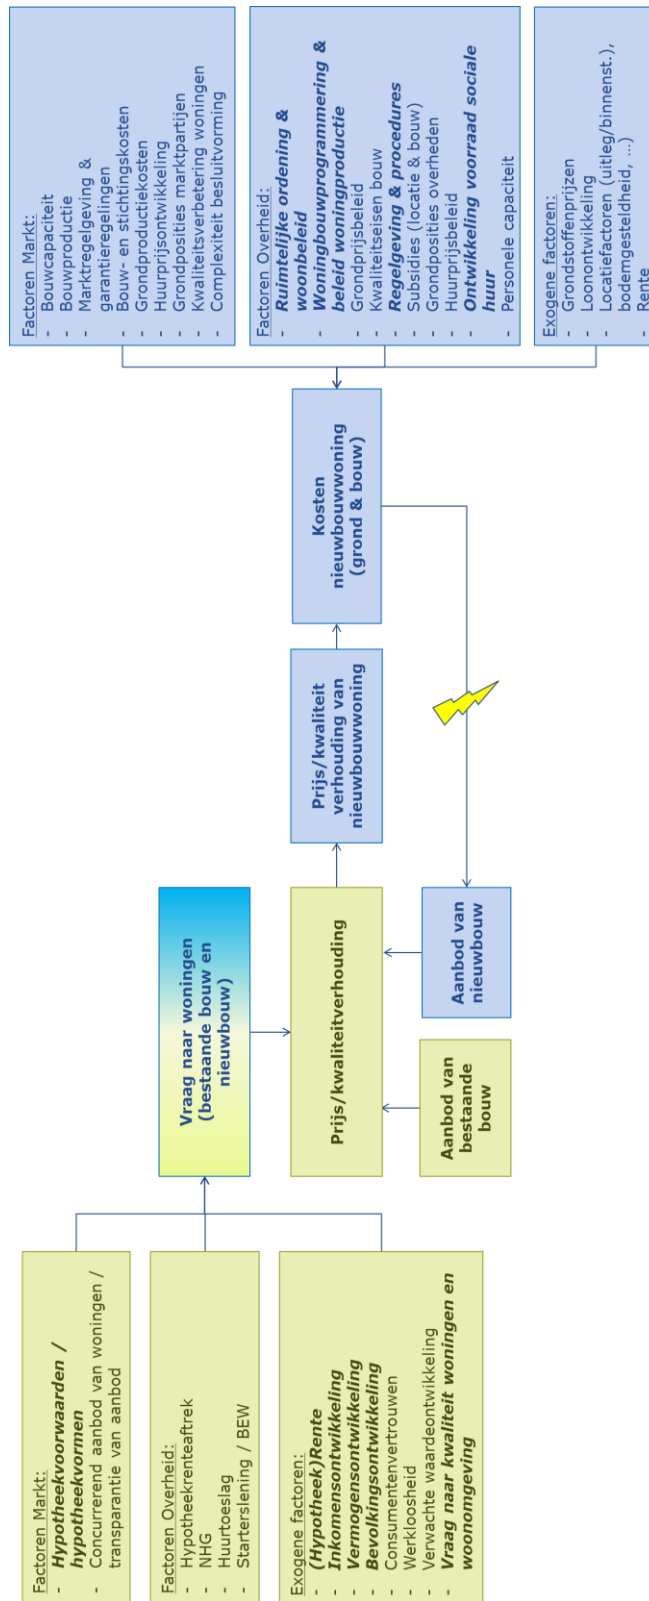 Factoren Markt:
- Hypotheekvoorwaarden /
hypotheekvormen
- Concurrerend aanbod van woningen /
transparantie van aanbod
Factoren Overheid:
- Hypotheekrenteaftrek
- NHG
- Huurtoeslag
- Starterslening / BEW
Exogene factoren:
- (Hypotheek)Rente
- Inkomensontwikkeling
- Vermogensontwikkeling
- Bevolkingsontwikkeling
- Consumentenvertrouwen
- Werkloosheid
- Verwachte waardeontwikkeling
- Vraag naar kwaliteit woningen en
woonomgeving
Vraag naar woningen
(bestaande bouw en
nieuwbouw)
Prijs/kwaliteitverhouding
Aanbod van
bestaande
bouw
Aanbod van
nieuwbouw
Prijs/kwaliteit
verhouding van
nieuwbouwwoning
Kosten
nieuwbouwwoning
(grond & bouw)
Factoren Markt:
- Bouwcapaciteit
- Bouwproductie
- Marktregelgeving &
garantieregelingen
- Bouw- en stichtingskosten
- Grondproductiekosten
- Huurprijsontwikkeling
- Grondposities marktpartijen
- Kwaliteitsverbetering woningen
- Complexiteit besluitvorming
Factoren Overheid:
- Ruimtelijke ordening &
woonbeleid
- Woningbouwprogrammering &
beleid woningproductie
- Grondprijsbeleid
- Kwaliteitseisen bouw
- Regelgeving & procedures
- Subsidies (locatie & bouw)
- Grondposities overheden
- Huurprijsbeleid
- Ontwikkeling voorraad sociale
huur
- Personele capaciteit
Exogene factoren:
- Grondstoffenprijzen
- Loonontwikkeling
- Locatiefactoren (uitleg/binnenst.),
bodemgesteldheid, ...)
- Rente